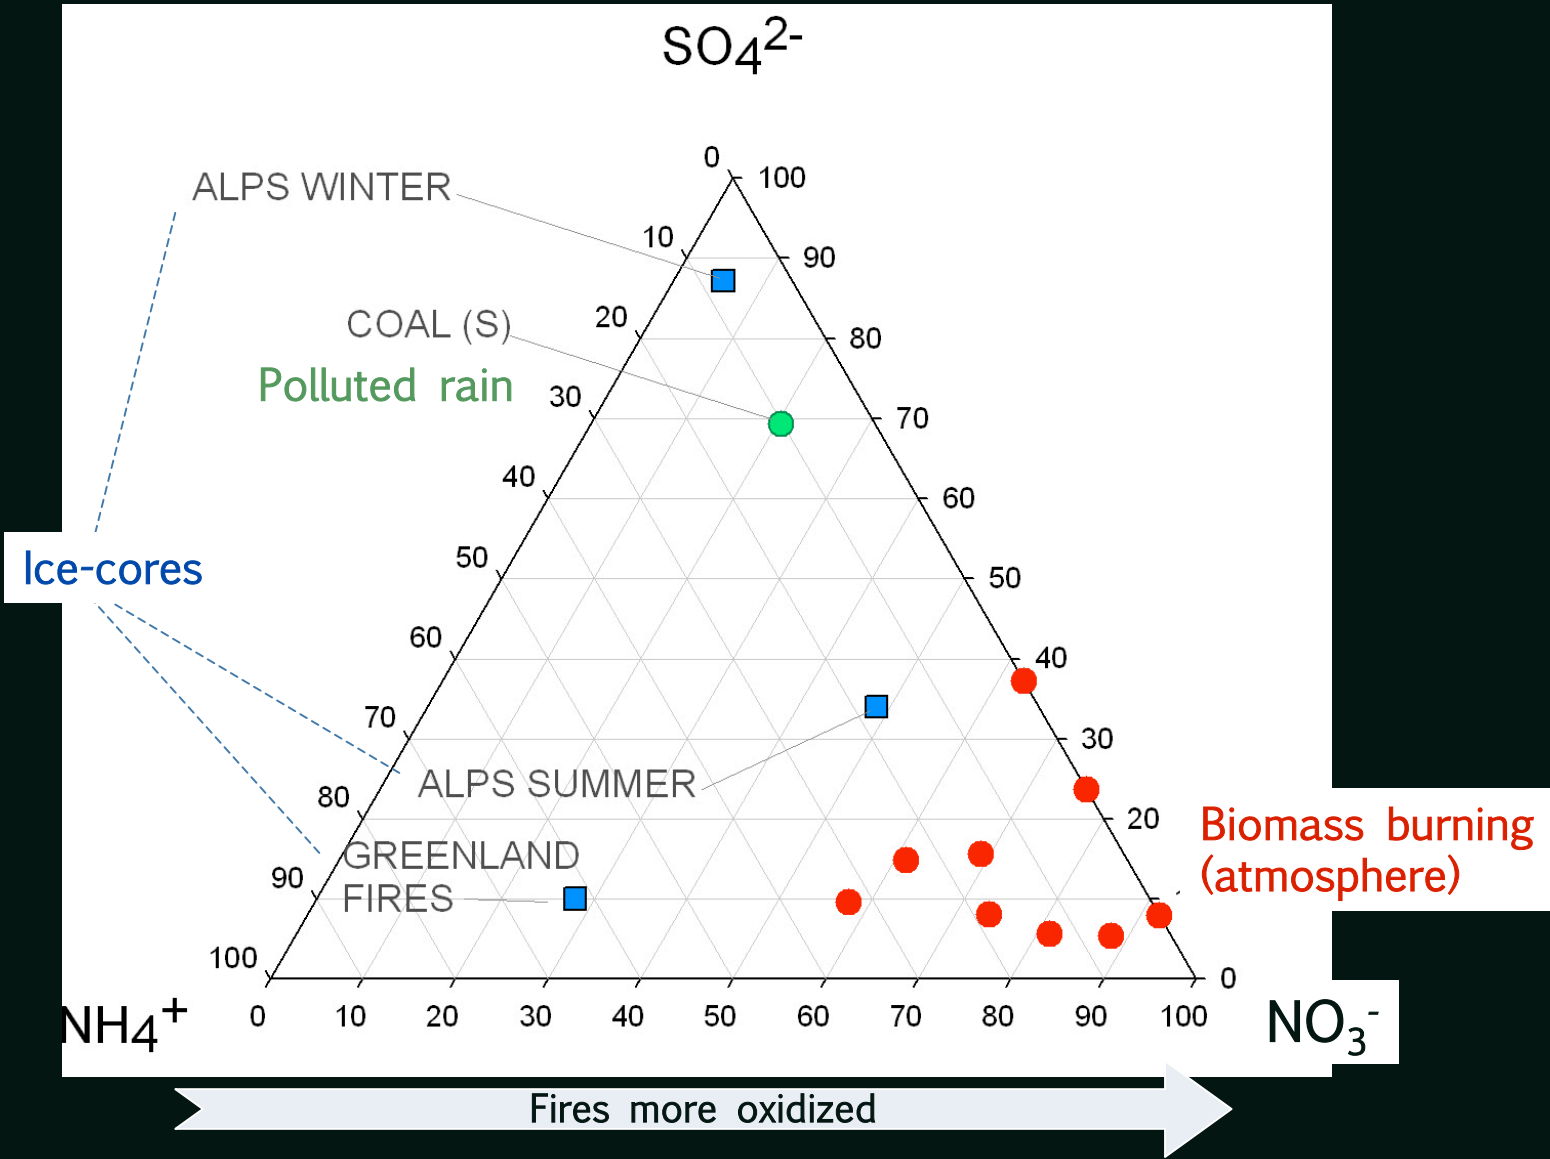 SO4²⁻
0
100
ALPS WINTER
10
90
COAL (S)
20
80
Polluted rain
30
70
40
60
Ice-cores
50
50
60
40
70
30
ALPS SUMMER
80
20
Biomass burning
(atmosphere)
GREENLAND
FIRES
90
100
0
NH4⁺
0 10 20 30 40 50 60 70 80 90 100
NO₃⁻
Fires more oxidized